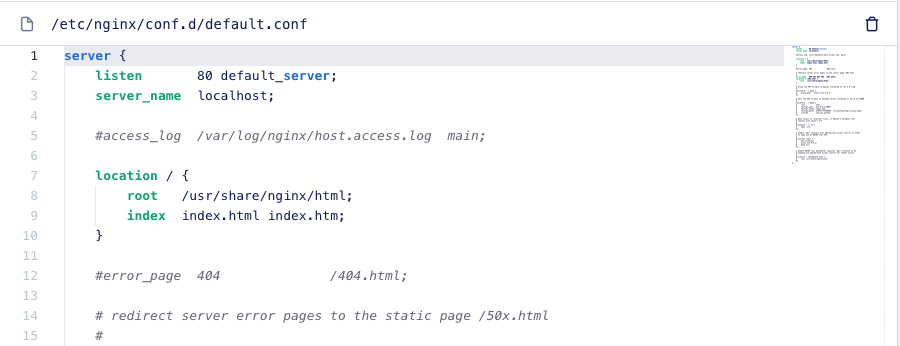 /etc/nginx/conf.d/default.conf
1 server {
2     listen       80 default_server;
3     server_name  localhost;
4
5     #access_log  /var/log/nginx/host.access.log  main;
6
7     location / {
8         root   /usr/share/nginx/html;
9         index  index.html index.htm;
10     }
11
12     #error_page  404              /404.html;
13
14     # redirect server error pages to the static page /50x.html
15     #